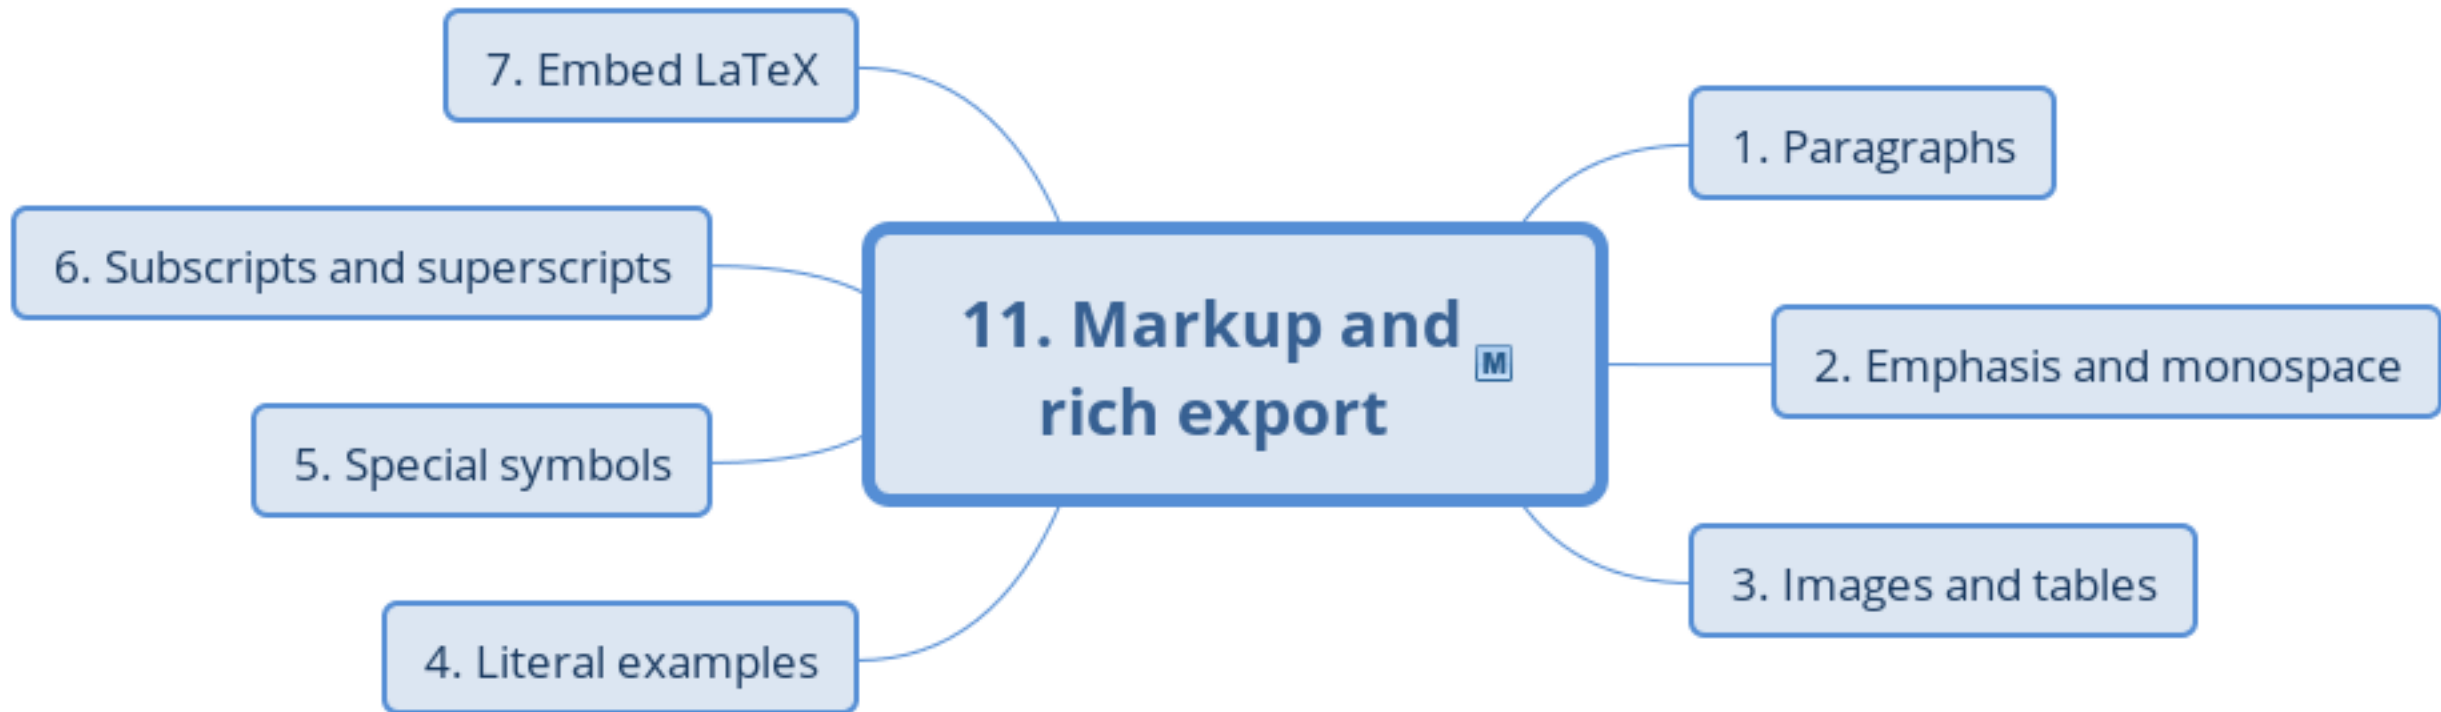 7. Embed LaTeX
1. Paragraphs
6. Subscripts and superscripts
11. Markup and
rich export
M
2. Emphasis and monospace
5. Special symbols
3. Images and tables
4. Literal examples